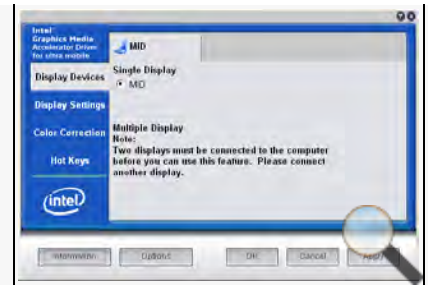 Intel
Graphics Media
Accelerator Driver
for ultra mobile
MID
Display Devices
Single Display
MID
Display Settings
Color Correction
Multiple Display
Note:
Two displays must be connected to the computer
before you can use this feature. Please connect
another display.
Hot Keys
intel
Information
Options
OK
Cancel
Apply